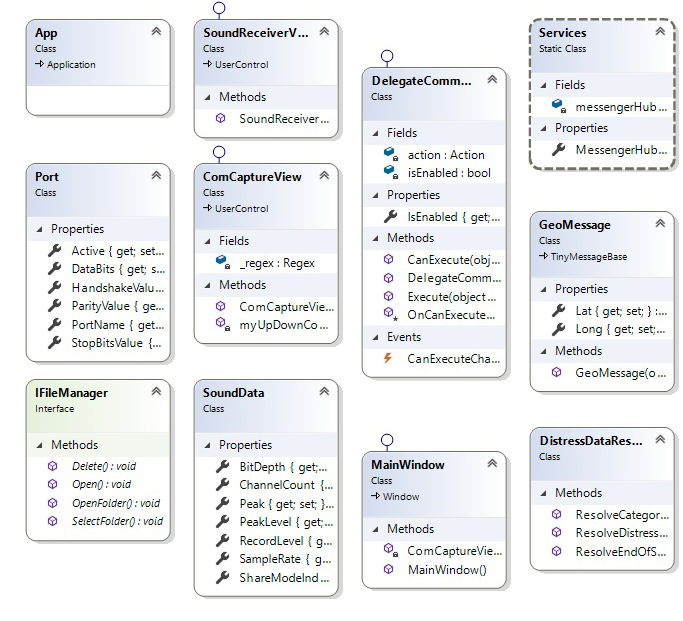 App
Class
Application
Port
Class
Properties
Active { get; set...
DataBits { get; s...
HandshakeValu...
ParityValue { ge...
PortName { get...
StopBitsValue {...
IFileManager
Interface
Methods
Delete() : void
Open() : void
OpenFolder() : void
SelectFolder() : void
SoundReceiverV...
Class
UserControl
Methods
SoundReceiver...
ComCaptureView
Class
UserControl
Fields
_regex : Regex
Methods
ComCaptureVie...
myUpDownCo...
SoundData
Class
Properties
BitDepth { get;...
ChannelCount {...
Peak { get; set; }...
PeakLevel { get;...
RecordLevel { g...
SampleRate { g...
ShareModeInd...
DelegateComm...
Class
Fields
action : Action
isEnabled : bool
Properties
IsEnabled { get;...
Methods
CanExecute(obj...
DelegateComm...
Execute(object...
OnCanExecute...
Events
CanExecuteCha...
MainWindow
Class
Window
Methods
ComCaptureVie...
MainWindow()
Services
Static Class
Fields
messengerHub...
Properties
MessengerHub...
GeoMessage
Class
TinyMessageBase
Properties
Lat { get; set; } :...
Long { get; set;...
Methods
GeoMessage(o...
DistressDataRes...
Class
Methods
ResolveCategor...
ResolveDistress...
ResolveEndOfS...